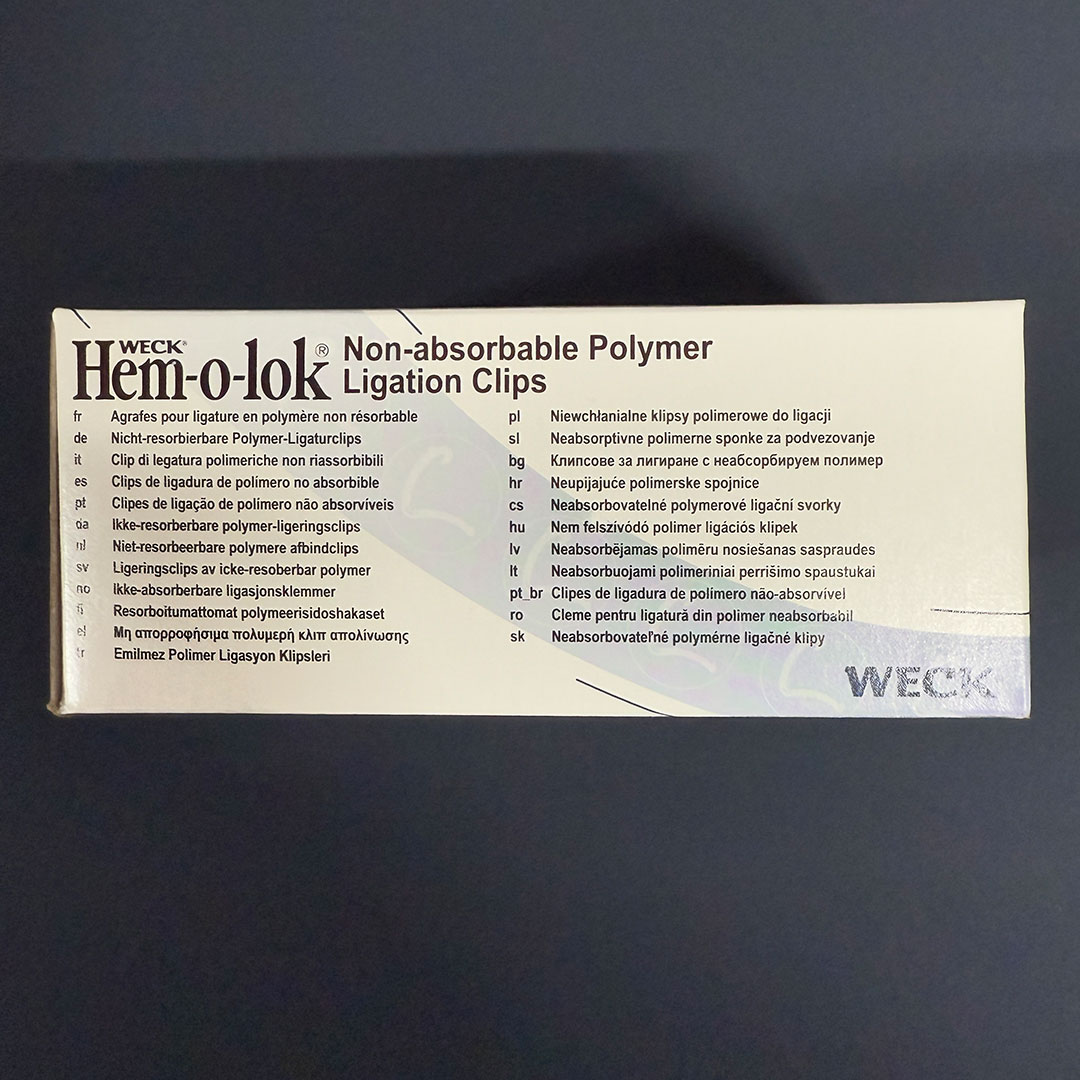 WECK®
Hem-o-lok® Non-absorbable Polymer
Ligation Clips
fr Agrafes pour ligature en polymère non résorbable
de Nicht-resorbierbare Polymer-Ligaturclips
it Clip di legatura polimeriche non riassorbibili
es Clips de ligadura de polímero no absorbible
pt Clipes de ligação de polímero não absorvíveis
da Ikke-resorberbare polymer-ligeringsclips
nl Niet-resorbeerbare polymere afbindclips
sv Ligeringsclips av icke-resoberbar polymer
no Ikke-absorberbare ligasjonsklemmer
fi Resorboitumattomat polymeerisidoshakaset
el Μη απορροφήσιμα πολυμερή κλιπ απολίνωσης
tr Emilmez Polimer Ligasyon Klipsleri
pl Niewchłanialne klipsy polimerowe do ligacji
sl Neabsorptivne polimerne sponke za podvezovanje
bg Клипсове за лигиране с неабсорбируем полимер
hr Neupijajuće polimerske spojnice
cs Neabsorbovatelné polymerové ligační svorky
hu Nem felszívódó polimer ligációs klipek
lv Neabsorbējamas polimēru nosiešanas saspraudes
lt Neabsorbuojami polimeriniai perrišimo spaustukai
pt_br Clipes de ligadura de polímero não-absorvível
ro Cleme pentru ligatură din polimer neabsorbabil
sk Neabsorbovateľné polymérne ligačné klipy
WECK